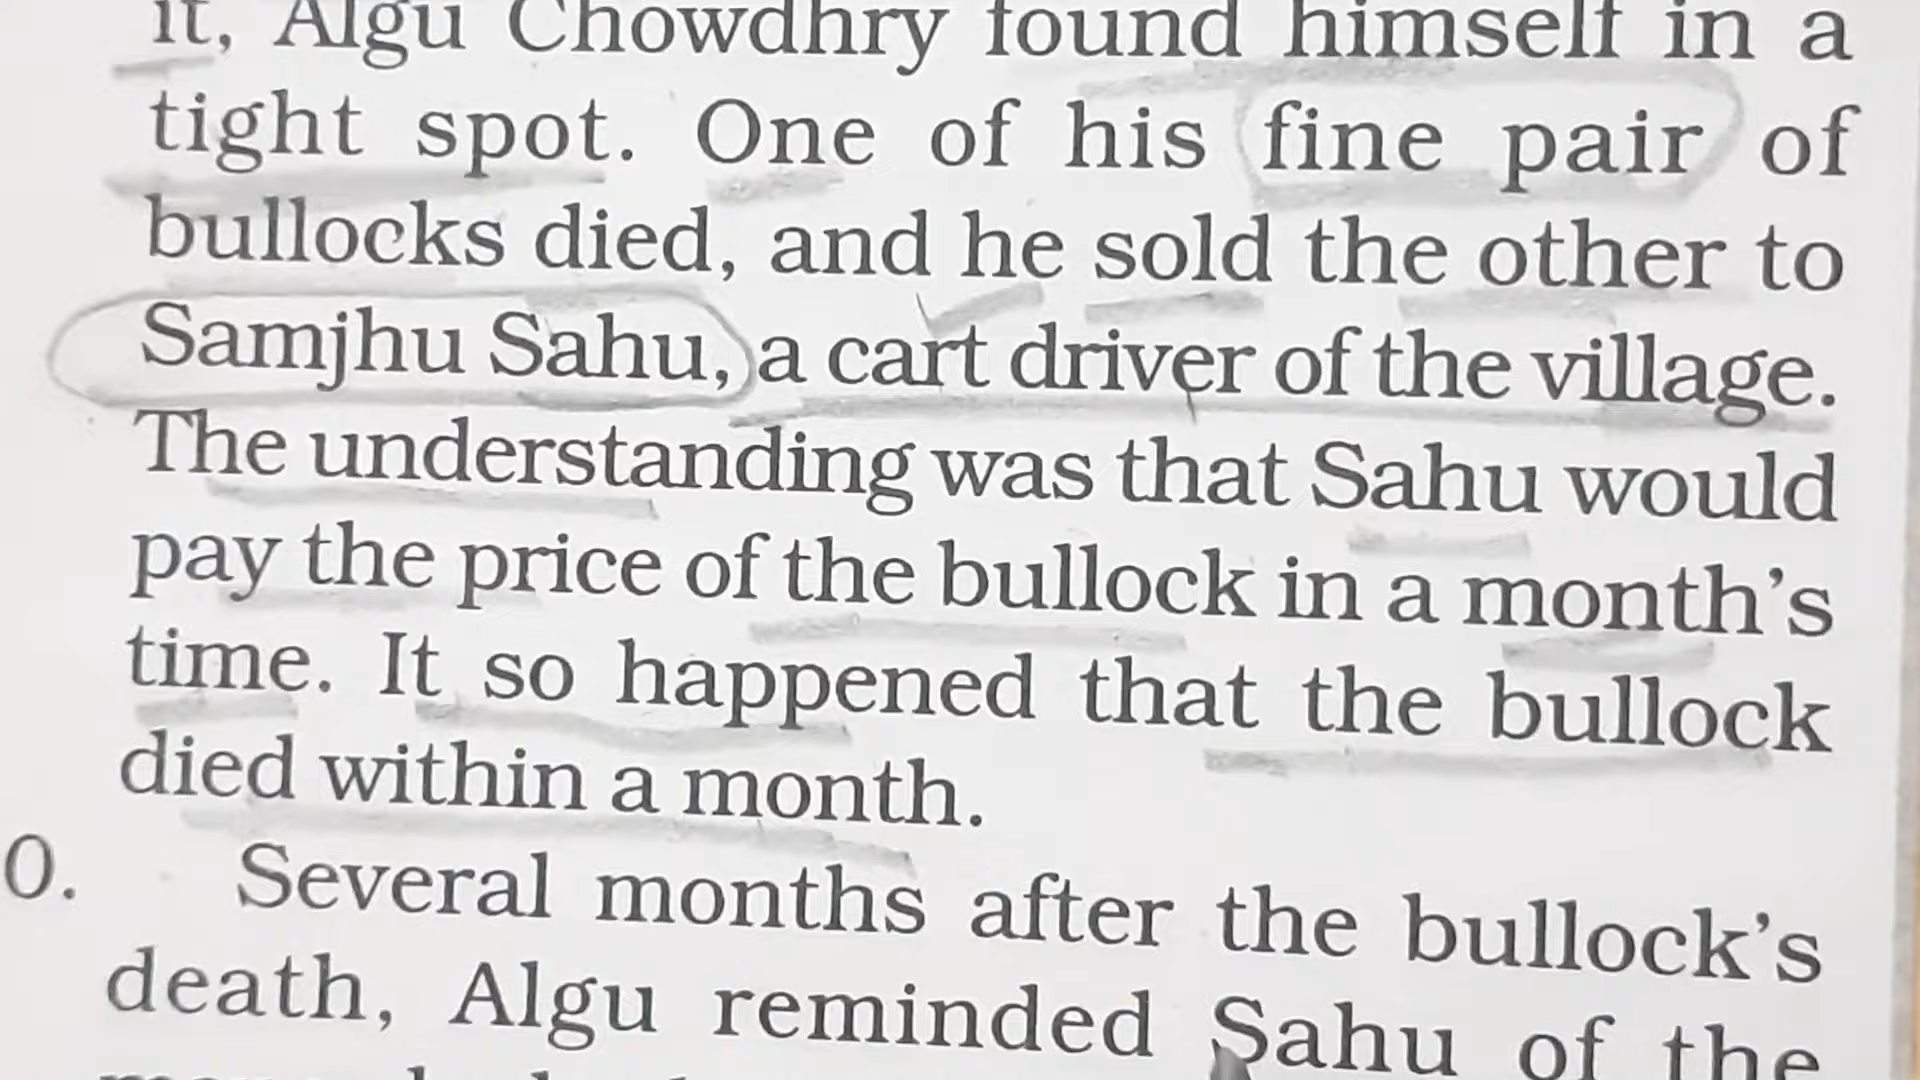 it, Algu Chowdhry found himself in a
tight spot. One of his fine pair of
bullocks died, and he sold the other to
Samjhu Sahu, a cart driver of the village.
The understanding was that Sahu would
pay the price of the bullock in a month's
time. It so happened that the bullock
died within a month.
0. Several months after the bullock's
death, Algu reminded Sahu of the